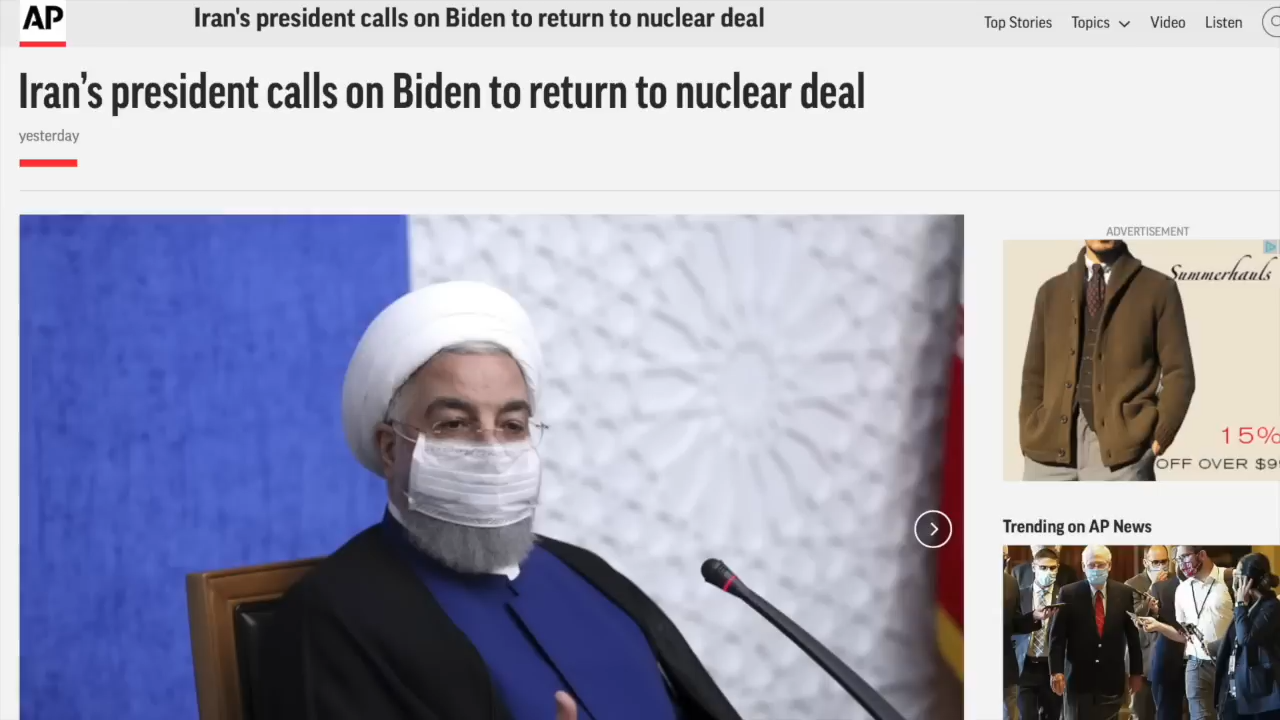 AP
Iran's president calls on Biden to return to nuclear deal
Top Stories Topics Video Listen
Iran’s president calls on Biden to return to nuclear deal
yesterday
ADVERTISEMENT
Summerhauls
15%
OFF OVER $99
Trending on AP News